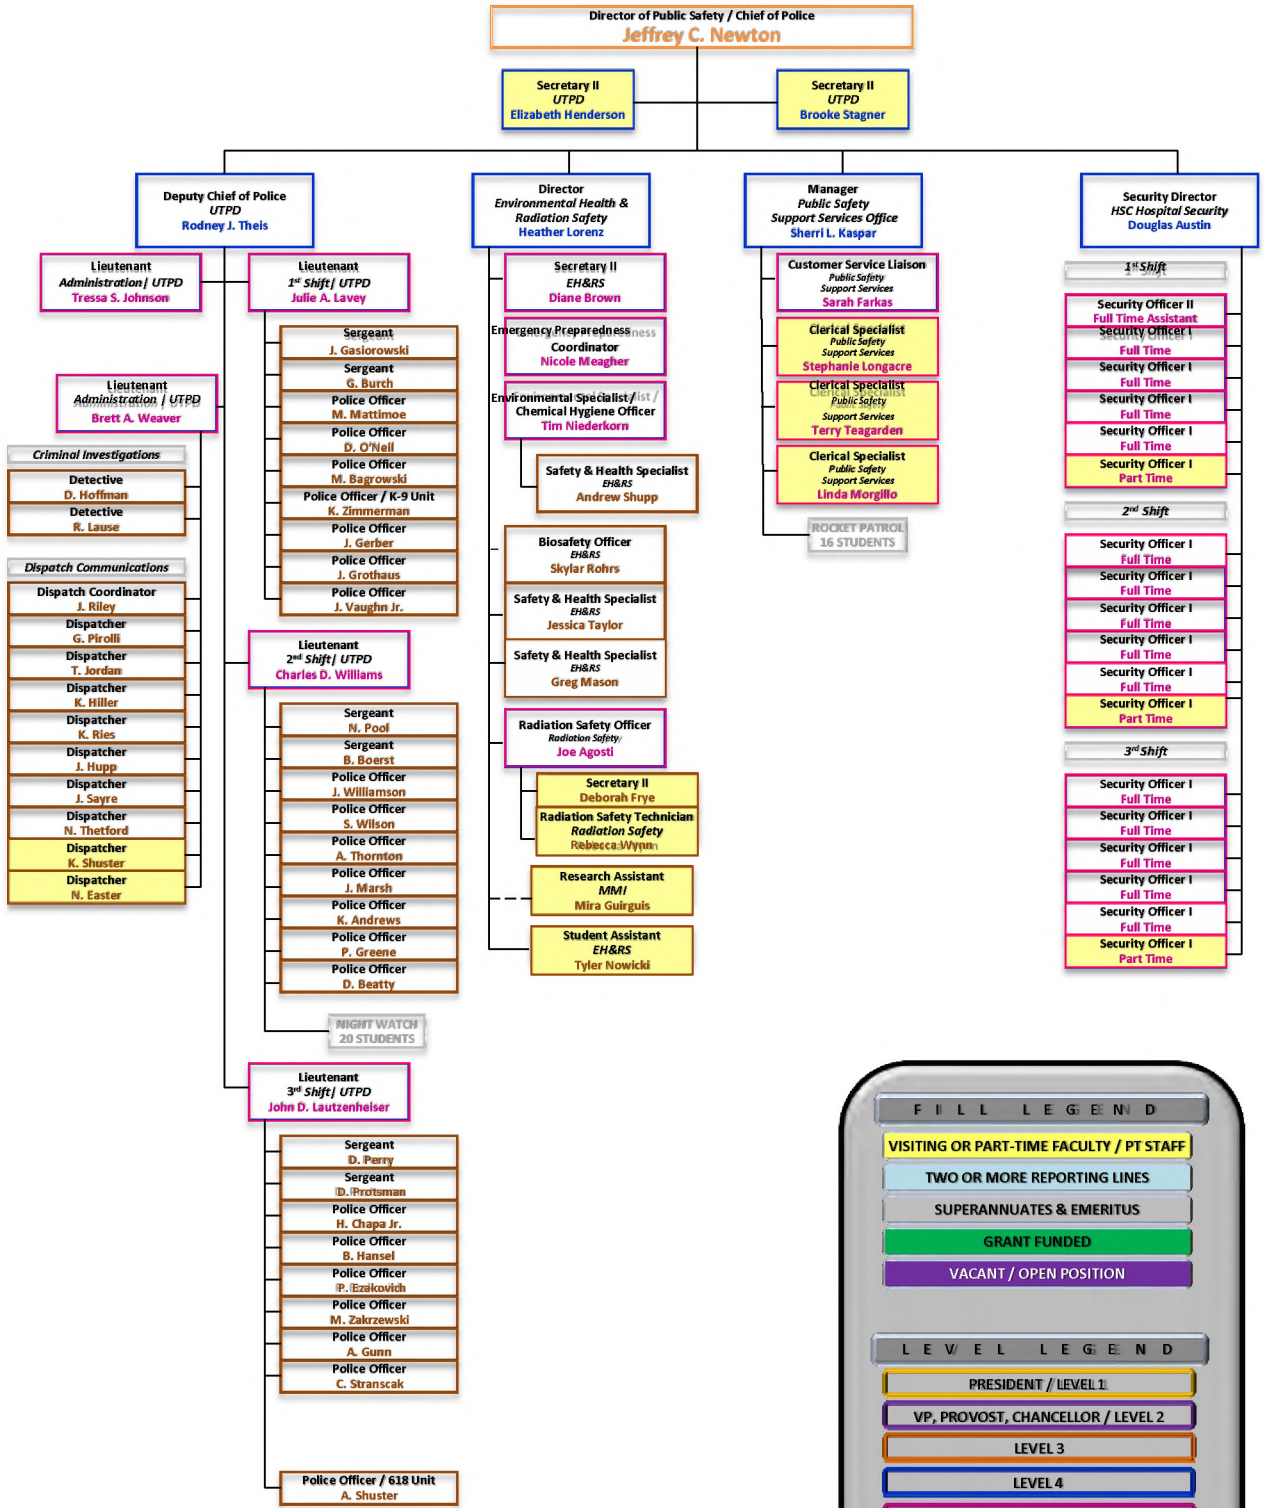 Director of Public Safety / Chief of Police
Jeffrey C. Newton
Secretary II
UTPD
Elizabeth Henderson
Secretary II
UTPD
Brooke Stagner
Deputy Chief of Police
UTPD
Rodney J. Theis
Lieutenant
Administration/ UTPD
Tressa S. Johnson
Lieutenant
1st Shift/ UTPD
Julie A. Lavey
Sergeant
J. Gasiorowski
Sergeant
G. Burch
Police Officer
M. Mattimoe
Police Officer
D. O'Neil
Police Officer
M. Bagrowski
Police Officer / K-9 Unit
K. Zimmerman
Police Officer
J. Gerber
Police Officer
J. Grothaus
Police Officer
J. Vaughn Jr.
Lieutenant
Administration / UTPD
Brett A. Weaver
Criminal Investigations
Detective
D. Hoffman
Detective
R. Lause
Dispatch Communications
Dispatch Coordinator
J. Riley
Dispatcher
G. Pirolli
Dispatcher
T. Jordan
Dispatcher
K. Hiller
Dispatcher
K. Ries
Dispatcher
J. Hupp
Dispatcher
J. Sayre
Dispatcher
N. Thetford
Dispatcher
K. Shuster
Dispatcher
N. Easter
Lieutenant
2nd Shift/ UTPD
Charles D. Williams
Sergeant
N. Pool
Sergeant
B. Boerst
Police Officer
J. Williamson
Police Officer
S. Wilson
Police Officer
A. Thornton
Police Officer
J. Marsh
Police Officer
K. Andrews
Police Officer
P. Greene
Police Officer
D. Beatty
NIGHT WATCH
20 STUDENTS
Lieutenant
3rd Shift/ UTPD
John D. Lautzenheiser
Sergeant
D. Perry
Sergeant
D. Protsman
Police Officer
H. Chapa Jr.
Police Officer
B. Hansel
Police Officer
P. Ezakovich
Police Officer
M. Zakrzewski
Police Officer
A. Gunn
Police Officer
C. Stranscak
Police Officer / 618 Unit
A. Shuster
Director
Environmental Health &
Radiation Safety
Heather Lorenz
Secretary II
EH&RS
Diane Brown
Emergency Preparedness
Coordinator
Nicole Meagher
Environmental Specialist /
Chemical Hygiene Officer
Tim Niederkorn
Safety & Health Specialist
EH&RS
Andrew Shupp
Biosafety Officer
EH&RS
Skylar Rohrs
Safety & Health Specialist
EH&RS
Jessica Taylor
Safety & Health Specialist
EH&RS
Greg Mason
Radiation Safety Officer
Radiation Safety
Joe Agosti
Secretary II
Deborah Frye
Radiation Safety Technician
Radiation Safety
Rebecca Wynn
Research Assistant
MMI
Mira Guirguis
Student Assistant
EH&RS
Tyler Nowicki
Manager
Public Safety
Support Services Office
Sherri L. Kaspar
Customer Service Liaison
Public Safety
Support Services
Sarah Farkas
Clerical Specialist
Public Safety
Support Services
Stephanie Longacre
Clerical Specialist
Public Safety
Support Services
Terry Teagarden
Clerical Specialist
Public Safety
Support Services
Linda Morgillo
ROCKET PATROL
16 STUDENTS
Security Director
HSC Hospital Security
Douglas Austin
1st Shift
Security Officer II
Full Time Assistant
Security Officer I
Full Time
Security Officer I
Full Time
Security Officer I
Full Time
Security Officer I
Full Time
Security Officer I
Part Time
2nd Shift
Security Officer I
Full Time
Security Officer I
Full Time
Security Officer I
Full Time
Security Officer I
Full Time
Security Officer I
Full Time
Security Officer I
Part Time
3rd Shift
Security Officer I
Full Time
Security Officer I
Full Time
Security Officer I
Full Time
Security Officer I
Full Time
Security Officer I
Full Time
Security Officer I
Part Time
FILL LEGEND
VISITING OR PART-TIME FACULTY / PT STAFF
TWO OR MORE REPORTING LINES
SUPERANNUATES & EMERITUS
GRANT FUNDED
VACANT / OPEN POSITION
LEVEL LEGEND
PRESIDENT / LEVEL 1
VP, PROVOST, CHANCELLOR / LEVEL 2
LEVEL 3
LEVEL 4